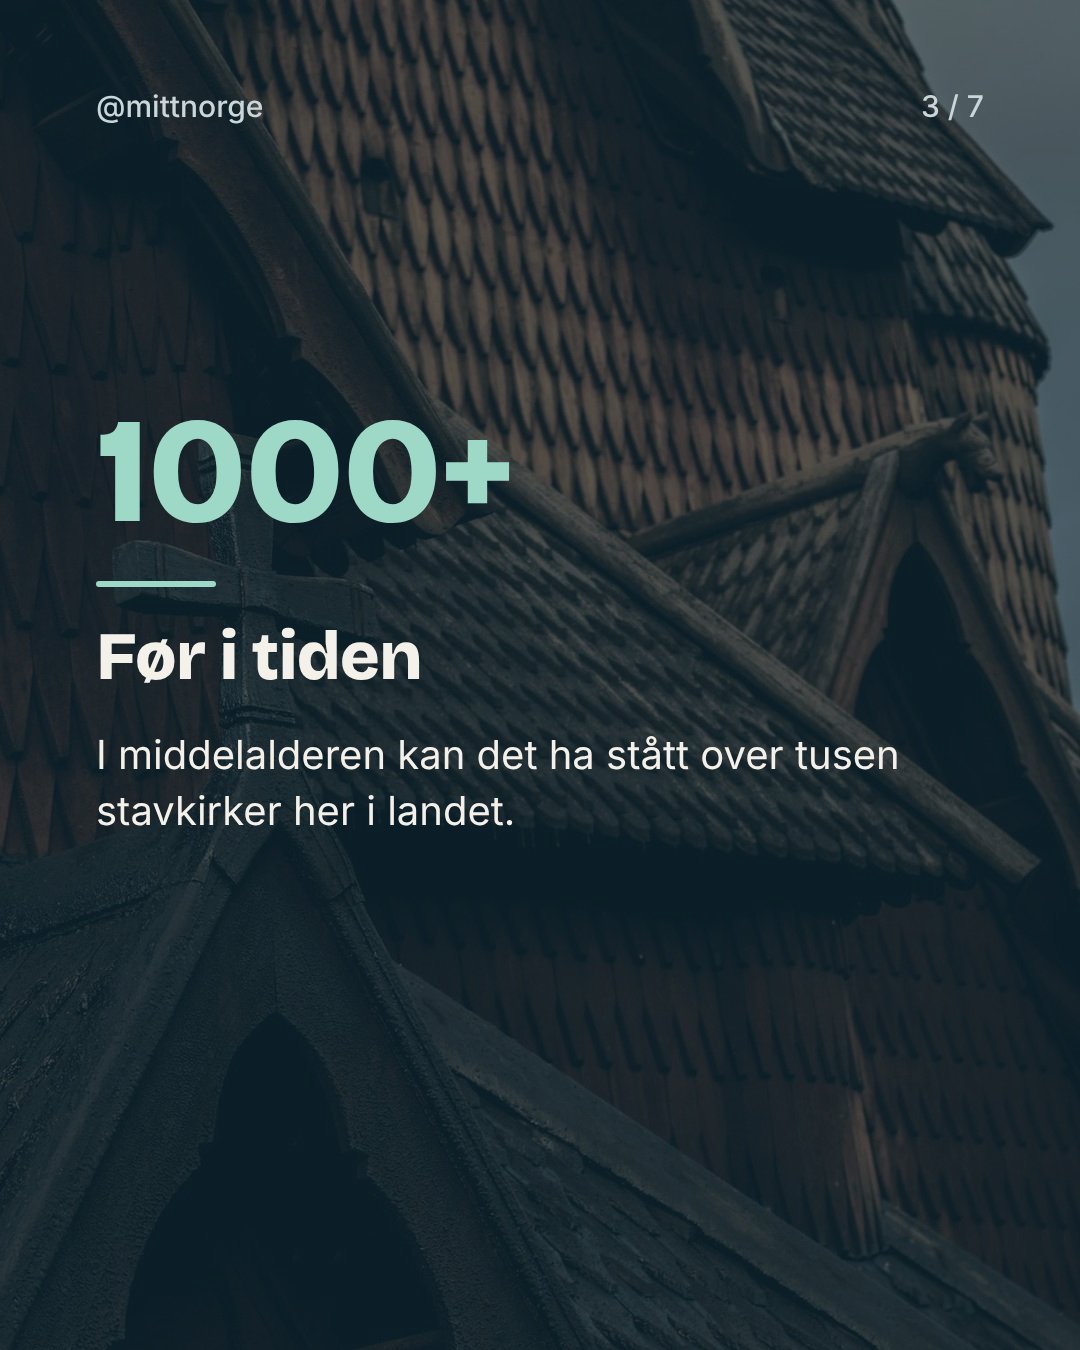 @mittnorge
3 / 7
1000+
Før i tiden
I middelalderen kan det ha stått over tusen
stavkirker her i landet.